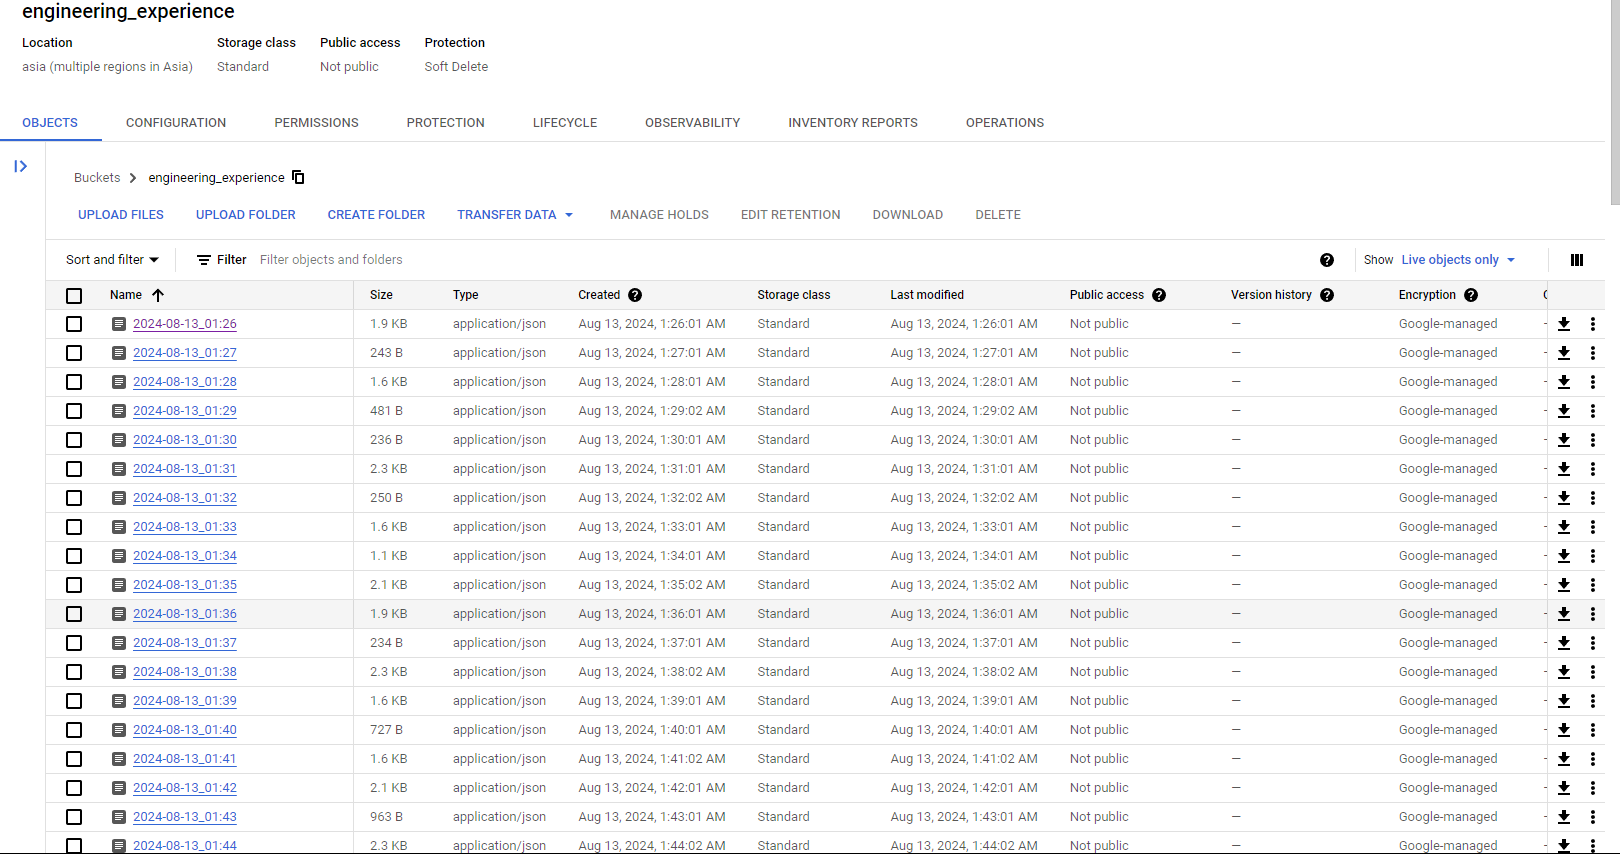 engineering_experience
Location Storage class Public access Protection
asia (multiple regions in Asia) Standard Not public Soft Delete
OBJECTS CONFIGURATION PERMISSIONS PROTECTION LIFECYCLE OBSERVABILITY INVENTORY REPORTS OPERATIONS
Buckets engineering_experience
UPLOAD FILES UPLOAD FOLDER CREATE FOLDER TRANSFER DATA MANAGE HOLDS EDIT RETENTION DOWNLOAD DELETE
Sort and filter Filter Filter objects and folders Show Live objects only
Name Size Type Created Storage class Last modified Public access Version history Encryption
2024-08-13_01:26 1.9 KB application/json Aug 13, 2024, 1:26:01 AM Standard Aug 13, 2024, 1:26:01 AM Not public — Google-managed
2024-08-13_01:27 243 B application/json Aug 13, 2024, 1:27:01 AM Standard Aug 13, 2024, 1:27:01 AM Not public — Google-managed
2024-08-13_01:28 1.6 KB application/json Aug 13, 2024, 1:28:01 AM Standard Aug 13, 2024, 1:28:01 AM Not public — Google-managed
2024-08-13_01:29 481 B application/json Aug 13, 2024, 1:29:02 AM Standard Aug 13, 2024, 1:29:02 AM Not public — Google-managed
2024-08-13_01:30 236 B application/json Aug 13, 2024, 1:30:01 AM Standard Aug 13, 2024, 1:30:01 AM Not public — Google-managed
2024-08-13_01:31 2.3 KB application/json Aug 13, 2024, 1:31:01 AM Standard Aug 13, 2024, 1:31:01 AM Not public — Google-managed
2024-08-13_01:32 250 B application/json Aug 13, 2024, 1:32:02 AM Standard Aug 13, 2024, 1:32:02 AM Not public — Google-managed
2024-08-13_01:33 1.6 KB application/json Aug 13, 2024, 1:33:01 AM Standard Aug 13, 2024, 1:33:01 AM Not public — Google-managed
2024-08-13_01:34 1.1 KB application/json Aug 13, 2024, 1:34:01 AM Standard Aug 13, 2024, 1:34:01 AM Not public — Google-managed
2024-08-13_01:35 2.1 KB application/json Aug 13, 2024, 1:35:02 AM Standard Aug 13, 2024, 1:35:02 AM Not public — Google-managed
2024-08-13_01:36 1.9 KB application/json Aug 13, 2024, 1:36:01 AM Standard Aug 13, 2024, 1:36:01 AM Not public — Google-managed
2024-08-13_01:37 234 B application/json Aug 13, 2024, 1:37:01 AM Standard Aug 13, 2024, 1:37:01 AM Not public — Google-managed
2024-08-13_01:38 2.3 KB application/json Aug 13, 2024, 1:38:02 AM Standard Aug 13, 2024, 1:38:02 AM Not public — Google-managed
2024-08-13_01:39 1.6 KB application/json Aug 13, 2024, 1:39:01 AM Standard Aug 13, 2024, 1:39:01 AM Not public — Google-managed
2024-08-13_01:40 727 B application/json Aug 13, 2024, 1:40:01 AM Standard Aug 13, 2024, 1:40:01 AM Not public — Google-managed
2024-08-13_01:41 1.6 KB application/json Aug 13, 2024, 1:41:02 AM Standard Aug 13, 2024, 1:41:02 AM Not public — Google-managed
2024-08-13_01:42 2.1 KB application/json Aug 13, 2024, 1:42:01 AM Standard Aug 13, 2024, 1:42:01 AM Not public — Google-managed
2024-08-13_01:43 963 B application/json Aug 13, 2024, 1:43:01 AM Standard Aug 13, 2024, 1:43:01 AM Not public — Google-managed
2024-08-13_01:44 2.3 KB application/json Aug 13, 2024, 1:44:02 AM Standard Aug 13, 2024, 1:44:02 AM Not public — Google-managed